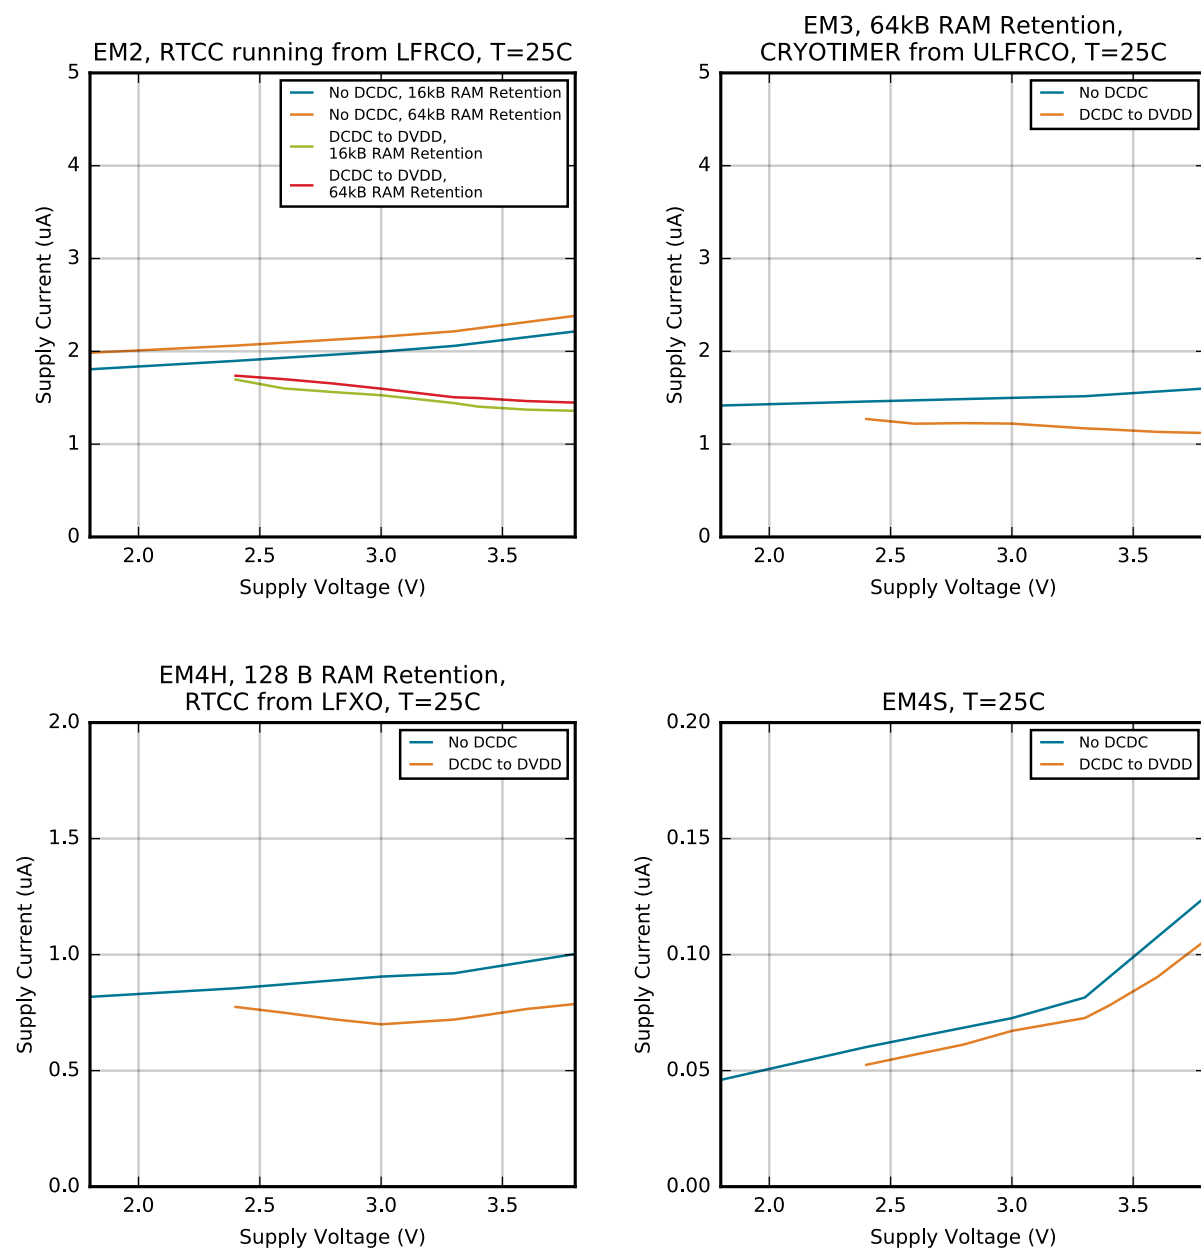 EM2, RTCC running from LFRCO, T=25C
5
4
3
2
1
0
Supply Current (uA)
No DCDC, 16kB RAM Retention
No DCDC, 64kB RAM Retention
DCDC to DVDD,
16kB RAM Retention
DCDC to DVDD,
64kB RAM Retention
2.0 2.5 3.0 3.5
Supply Voltage (V)
EM3, 64kB RAM Retention,
CRYOTIMER from ULFRCO, T=25C
5
4
3
2
1
0
Supply Current (uA)
No DCDC
DCDC to DVDD
2.0 2.5 3.0 3.5
Supply Voltage (V)
EM4H, 128 B RAM Retention,
RTCC from LFXO, T=25C
2.0
1.5
1.0
0.5
0.0
Supply Current (uA)
No DCDC
DCDC to DVDD
2.0 2.5 3.0 3.5
Supply Voltage (V)
EM4S, T=25C
0.20
0.15
0.10
0.05
0.00
Supply Current (uA)
No DCDC
DCDC to DVDD
2.0 2.5 3.0 3.5
Supply Voltage (V)